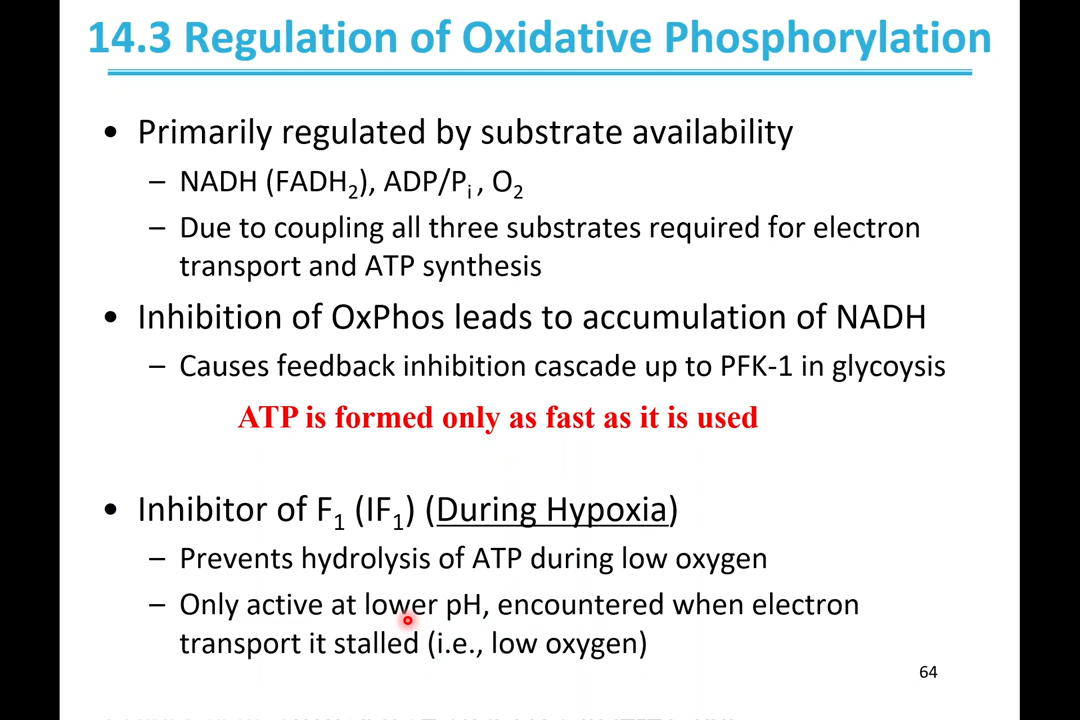 14.3 Regulation of Oxidative Phosphorylation
• Primarily regulated by substrate availability
– NADH (FADH₂), ADP/Pᵢ , O₂
– Due to coupling all three substrates required for electron
transport and ATP synthesis
• Inhibition of OxPhos leads to accumulation of NADH
– Causes feedback inhibition cascade up to PFK-1 in glycoysis
ATP is formed only as fast as it is used
• Inhibitor of F₁ (IF₁) (During Hypoxia)
– Prevents hydrolysis of ATP during low oxygen
– Only active at lower pH, encountered when electron
transport it stalled (i.e., low oxygen)
64